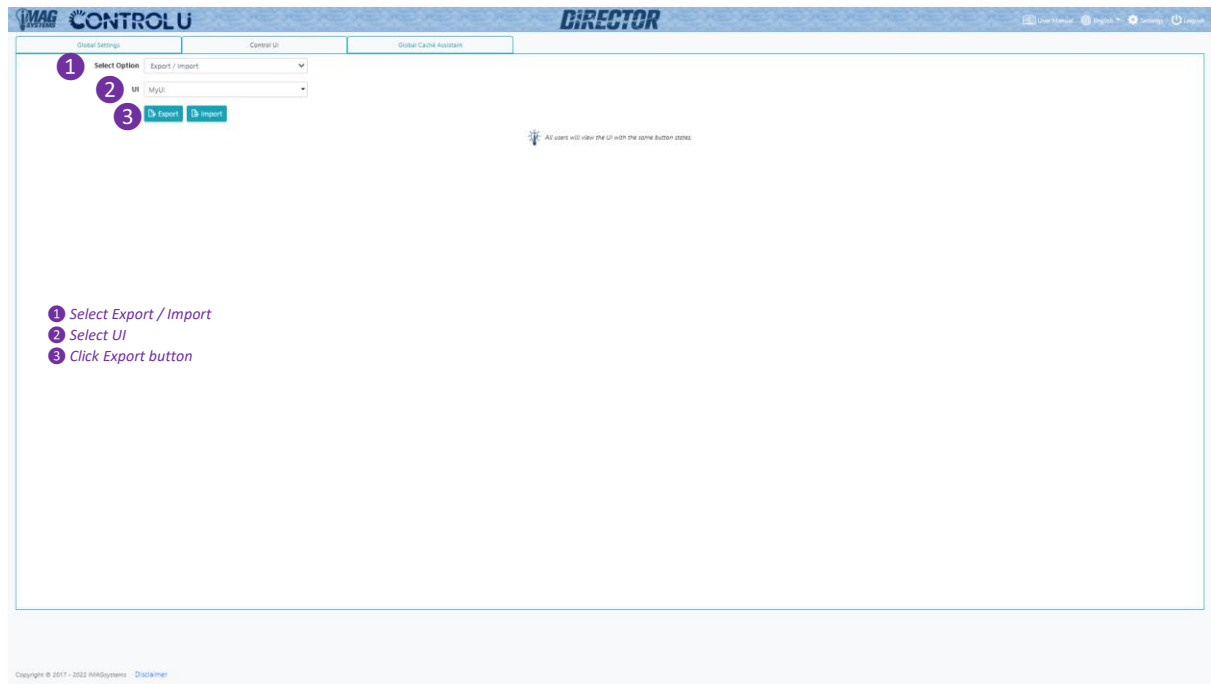 iMAG SYSTEMS CONTROL U DiRECTOR User Manual English Settings Logout
Global Settings Control UI Global Caché Assistant
1 Select Option Export / Import
2 UI MyUI
3 Export Import
All users will view the UI with the same button states.
1 Select Export / Import
2 Select UI
3 Click Export button
Copyright © 2017 - 2022 IMAGsystems Disclaimer